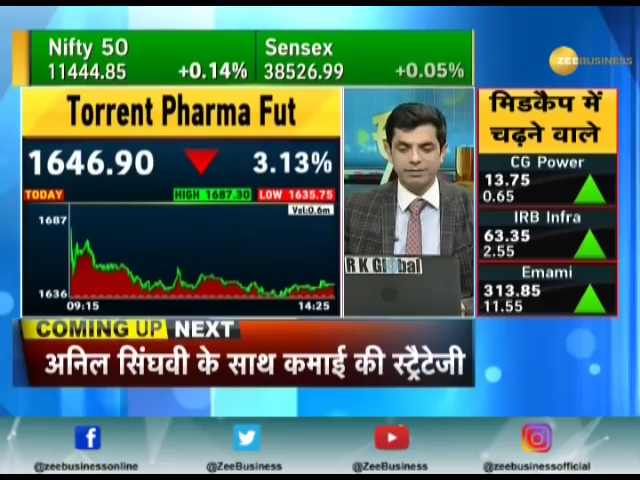 Nifty 50
11444.85 +0.14%
Sensex
38526.99 +0.05%
ZEEBUSINESS
Torrent Pharma Fut
1646.90 3.13%
TODAY HIGH 1687.30 LOW 1635.75
Vol:0.6m
1687
1636
09:15 14:25
R K Global
मिडकैप में
चढ़ने वाले
CG Power
13.75
0.65
IRB Infra
63.35
2.55
Emami
313.85
11.55
COMING UP NEXT
अनिल सिंघवी के साथ कमाई की स्ट्रैटेजी
@zeebusinessonline @ZeeBusiness @ZeeBusiness @zeebusinessofficial